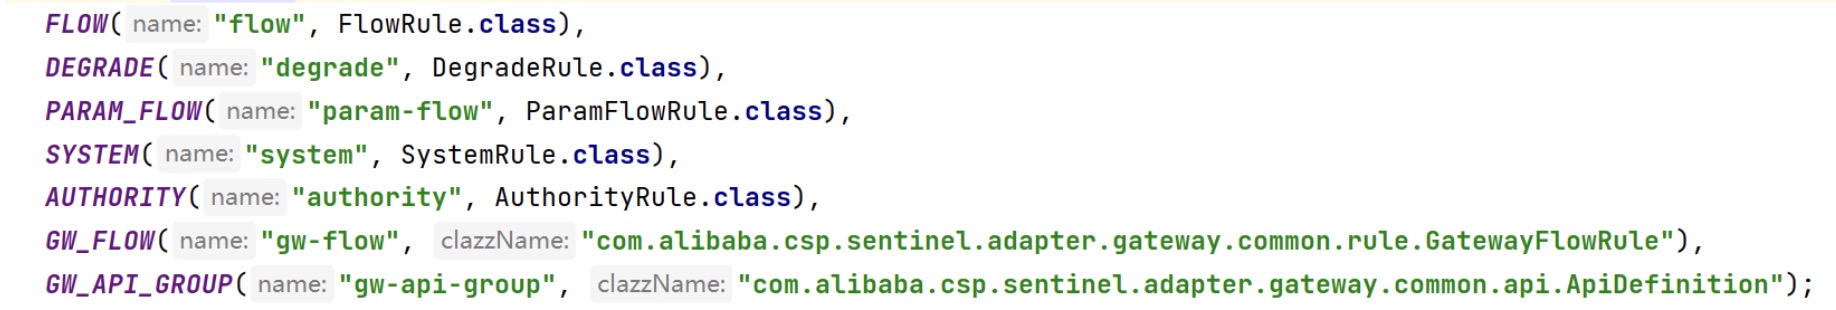 FLOW( name: "flow", FlowRule.class),
DEGRADE( name: "degrade", DegradeRule.class),
PARAM_FLOW( name: "param-flow", ParamFlowRule.class),
SYSTEM( name: "system", SystemRule.class),
AUTHORITY( name: "authority", AuthorityRule.class),
GW_FLOW( name: "gw-flow", clazzName: "com.alibaba.csp.sentinel.adapter.gateway.common.rule.GatewayFlowRule"),
GW_API_GROUP( name: "gw-api-group", clazzName: "com.alibaba.csp.sentinel.adapter.gateway.common.api.ApiDefinition");